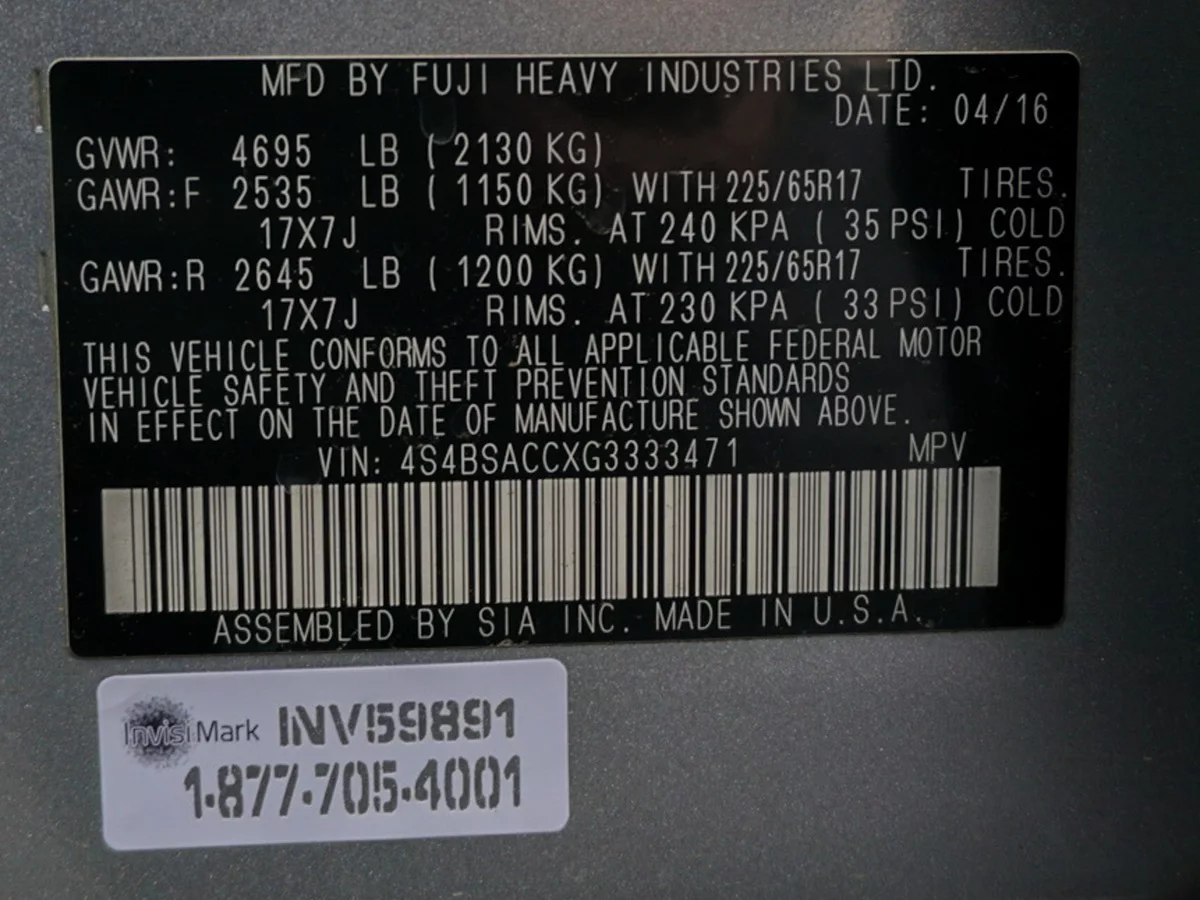 MFD BY FUJI HEAVY INDUSTRIES LTD.
DATE: 04/16
GVWR: 4695 LB ( 2130 KG)
GAWR:F 2535 LB ( 1150 KG) WITH 225/65R17 TIRES.
17X7J RIMS. AT 240 KPA ( 35 PSI) COLD
GAWR:R 2645 LB ( 1200 KG) WITH 225/65R17 TIRES.
17X7J RIMS. AT 230 KPA ( 33 PSI) COLD
THIS VEHICLE CONFORMS TO ALL APPLICABLE FEDERAL MOTOR
VEHICLE SAFETY AND THEFT PREVENTION STANDARDS
IN EFFECT ON THE DATE OF MANUFACTURE SHOWN ABOVE.
VIN: 4S4BSACCXG3333471 MPV
ASSEMBLED BY SIA INC. MADE IN U.S.A.
InvisiMark INV59891
1-877-705-4001